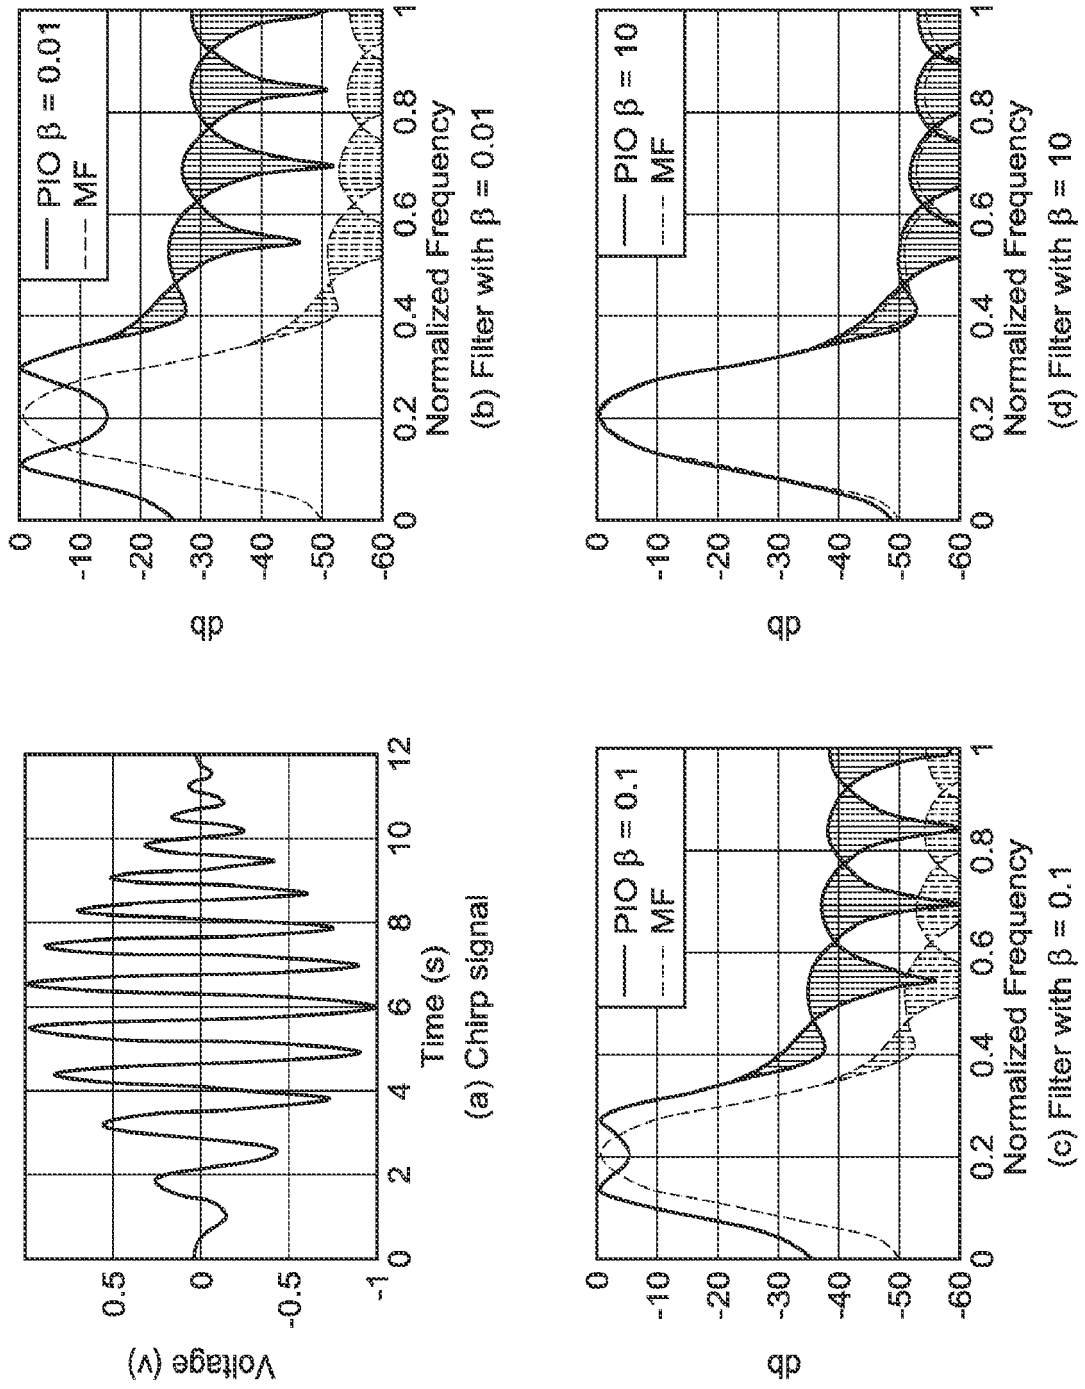 Voltage (v)
0.5
0
-0.5
-1
0 2 4 6 8 10 12
Time (s)
(a) Chirp signal
db
0
-10
-20
-30
-40
-50
-60
PIO β = 0.01
MF
0 0.2 0.4 0.6 0.8 1
Normalized Frequency
(b) Filter with β = 0.01
db
0
-10
-20
-30
-40
-50
-60
PIO β = 0.1
MF
0 0.2 0.4 0.6 0.8 1
Normalized Frequency
(c) Filter with β = 0.1
db
0
-10
-20
-30
-40
-50
-60
PIO β = 10
MF
0 0.2 0.4 0.6 0.8 1
Normalized Frequency
(d) Filter with β = 10